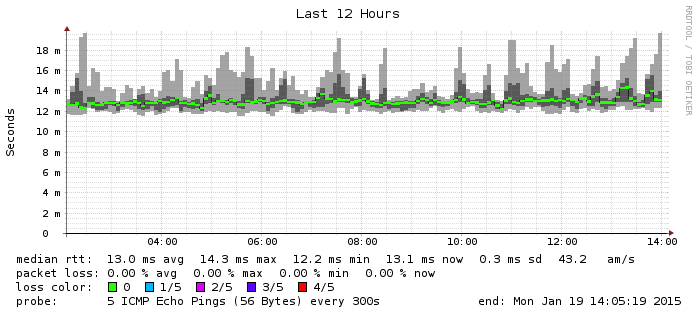 Last 12 Hours
RRDTOOL / TOBI OETIKER
Seconds
18 m
16 m
14 m
12 m
10 m
8 m
6 m
4 m
2 m
0
04:00 06:00 08:00 10:00 12:00 14:00
median rtt: 13.0 ms avg 14.3 ms max 12.2 ms min 13.1 ms now 0.3 ms sd 43.2 am/s
packet loss: 0.00 % avg 0.00 % max 0.00 % min 0.00 % now
loss color: 0 1/5 2/5 3/5 4/5
probe: 5 ICMP Echo Pings (56 Bytes) every 300s end: Mon Jan 19 14:05:19 2015